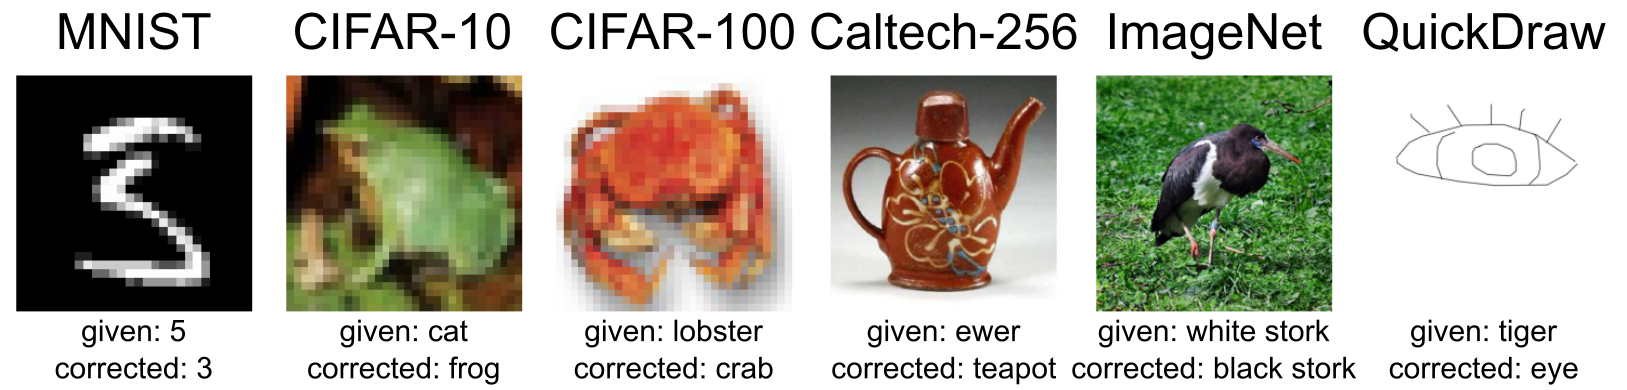 MNIST CIFAR-10 CIFAR-100 Caltech-256 ImageNet QuickDraw
given: 5 given: cat given: lobster given: ewer given: white stork given: tiger
corrected: 3 corrected: frog corrected: crab corrected: teapot corrected: black stork corrected: eye